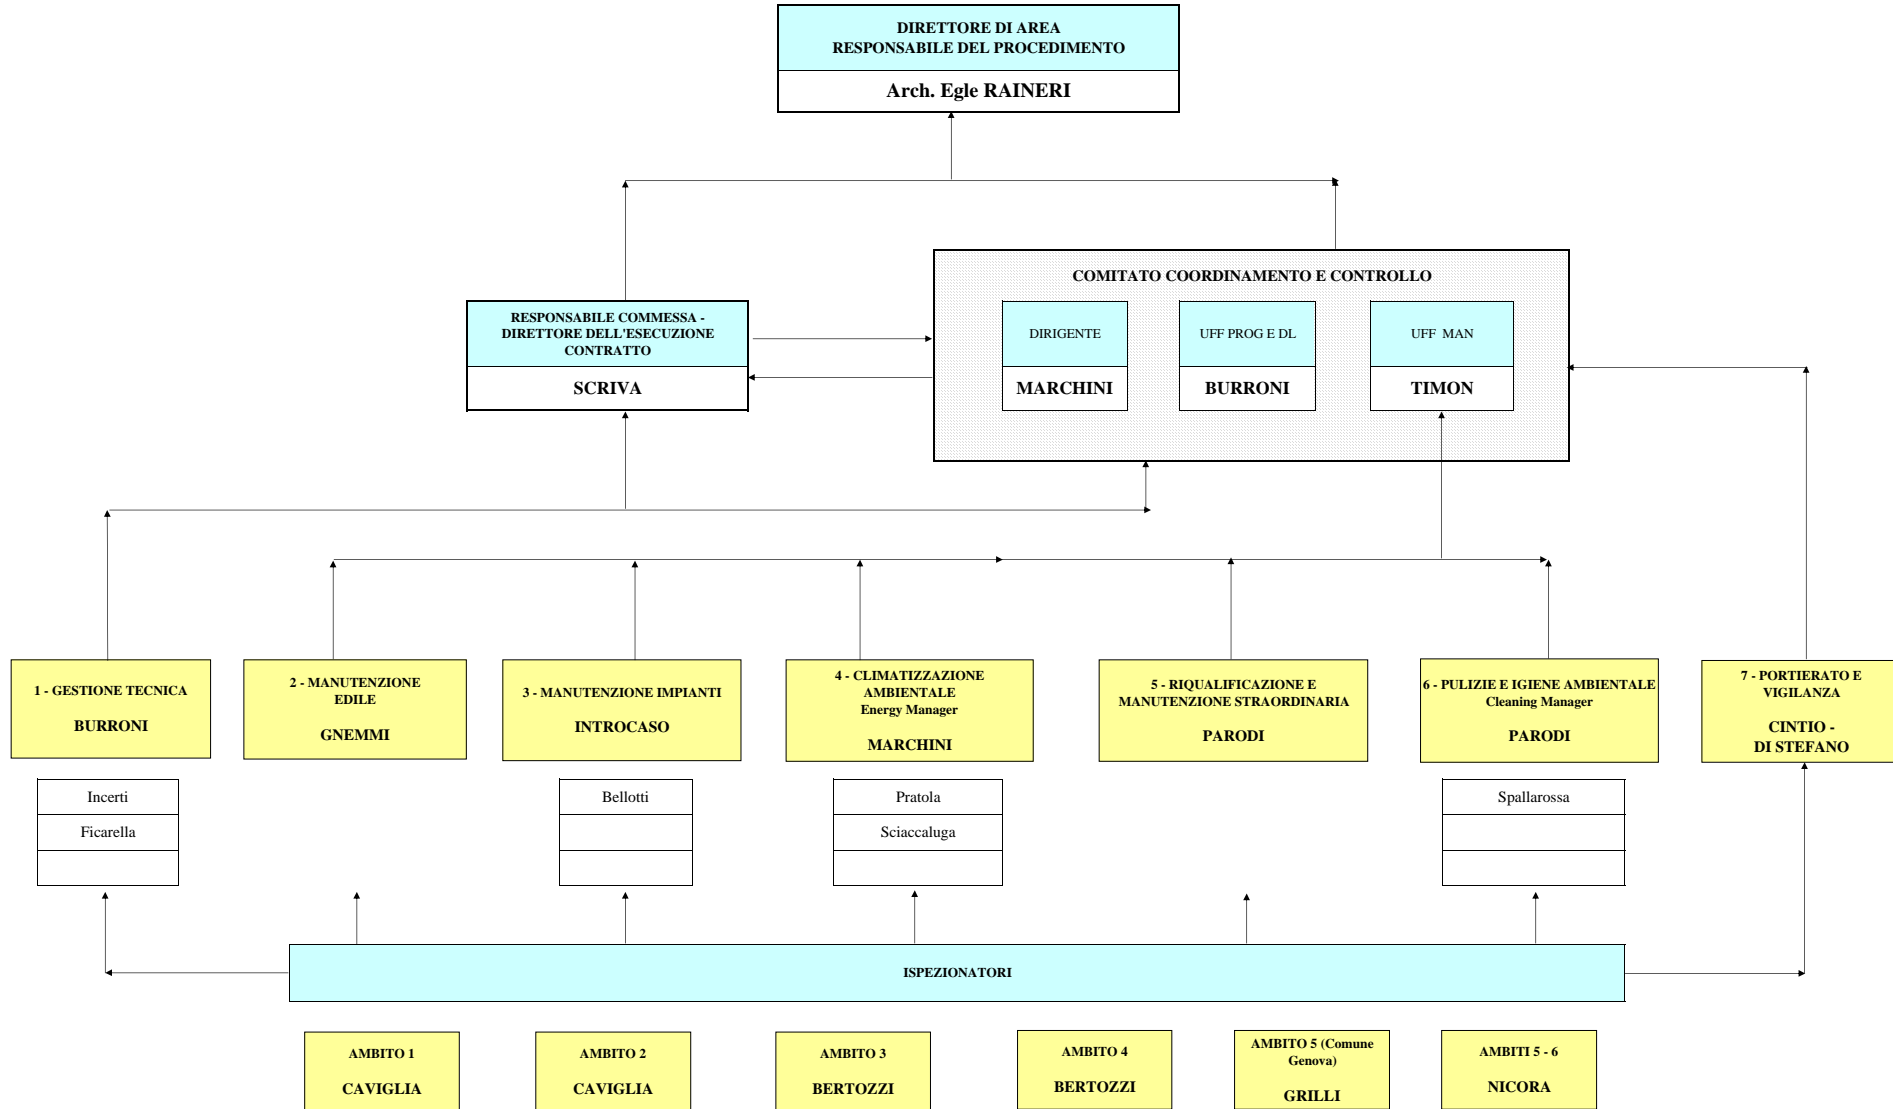 DIRETTORE DI AREA
RESPONSABILE DEL PROCEDIMENTO
Arch. Egle RAINERI
COMITATO COORDINAMENTO E CONTROLLO
RESPONSABILE COMMESSA -
DIRETTORE DELL'ESECUZIONE
CONTRATTO
SCRIVA
DIRIGENTE
MARCHINI
UFF PROG E DL
BURRONI
UFF MAN
TIMON
1 - GESTIONE TECNICA
BURRONI
2 - MANUTENZIONE
EDILE
GNEMMI
3 - MANUTENZIONE IMPIANTI
INTROCASO
4 - CLIMATIZZAZIONE
AMBIENTALE
Energy Manager
MARCHINI
5 - RIQUALIFICAZIONE E
MANUTENZIONE STRAORDINARIA
PARODI
6 - PULIZIE E IGIENE AMBIENTALE
Cleaning Manager
PARODI
7 - PORTIERATO E
VIGILANZA
CINTIO -
DI STEFANO
Incerti
Ficarella
Bellotti
Pratola
Sciaccaluga
Spallarossa
ISPEZIONATORI
AMBITO 1
CAVIGLIA
AMBITO 2
CAVIGLIA
AMBITO 3
BERTOZZI
AMBITO 4
BERTOZZI
AMBITO 5 (Comune
Genova)
GRILLI
AMBITI 5 - 6
NICORA